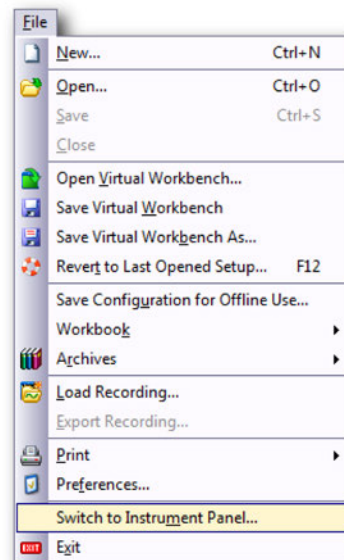 File
New... Ctrl+N
Open... Ctrl+O
Save Ctrl+S
Close
Open Virtual Workbench...
Save Virtual Workbench
Save Virtual Workbench As...
Revert to Last Opened Setup... F12
Save Configuration for Offline Use...
Workbook
Archives
Load Recording...
Export Recording...
Print
Preferences...
Switch to Instrument Panel...
EXIT Exit